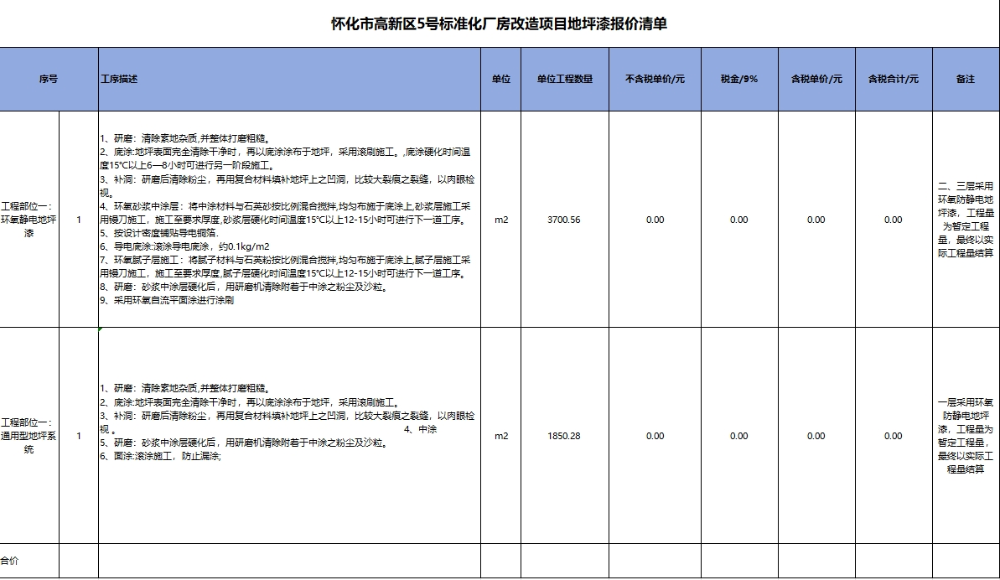 怀化市高新区5号标准化厂房改造项目地坪漆报价清单
序号 工序描述 单位 单位工程数量 不含税单价/元 税金/9% 含税单价/元 含税合计/元 备注
工程部位一：
环氧静电地坪
漆
1
1、研磨：清除素地杂质,并整体打磨粗糙。
2、底涂:地坪表面完全清除干净时，再以底涂涂布于地坪，采用滚刷施工。,底涂硬化时间温
度15℃以上6—8小时可进行另一阶段施工。
3、补洞：研磨后清除粉尘，再用复合材料填补地坪上之凹洞，比较大裂痕之裂缝，以肉眼检
视。
4、环氧砂浆中涂层：将中涂材料与石英砂按比例混合搅拌,均匀布施于底涂上,砂浆层施工采
用镘刀施工，施工至要求厚度,砂浆层硬化时间温度15℃以上12-15小时可进行下一道工序。
5、按设计密度铺贴导电铜箔.
6、导电底涂:滚涂导电底涂，约0.1kg/m2
7、环氧腻子层施工：将腻子材料与石英粉按比例混合搅拌,均匀布施于底涂上,腻子层施工采
用镘刀施工，施工至要求厚度,腻子层硬化时间温度15℃以上12-15小时可进行下一道工序。
8、研磨：砂浆中涂层硬化后，用研磨机清除附着于中涂之粉尘及沙粒。
9、采用环氧自流平面涂进行涂刷
m2 3700.56 0.00 0.00 0.00 0.00
二、三层采用
环氧防静电地
坪漆，工程量
为暂定工程
量，最终以实
际工程量结算
工程部位一：
通用型地坪系
统
1
1、研磨：清除素地杂质,并整体打磨粗糙。
2、底涂:地坪表面完全清除干净时，再以底涂涂布于地坪，采用滚刷施工。
3、补洞：研磨后清除粉尘，再用复合材料填补地坪上之凹洞，比较大裂痕之裂缝，以肉眼检
视 。 4、中涂
5、研磨：砂浆中涂层硬化后，用研磨机清除附着于中涂之粉尘及沙粒。
6、面涂:滚涂施工，防止漏涂;
m2 1850.28 0.00 0.00 0.00 0.00
一层采用环氧
防静电地坪
漆，工程量为
暂定工程量，
最终以实际工
程量结算
合价